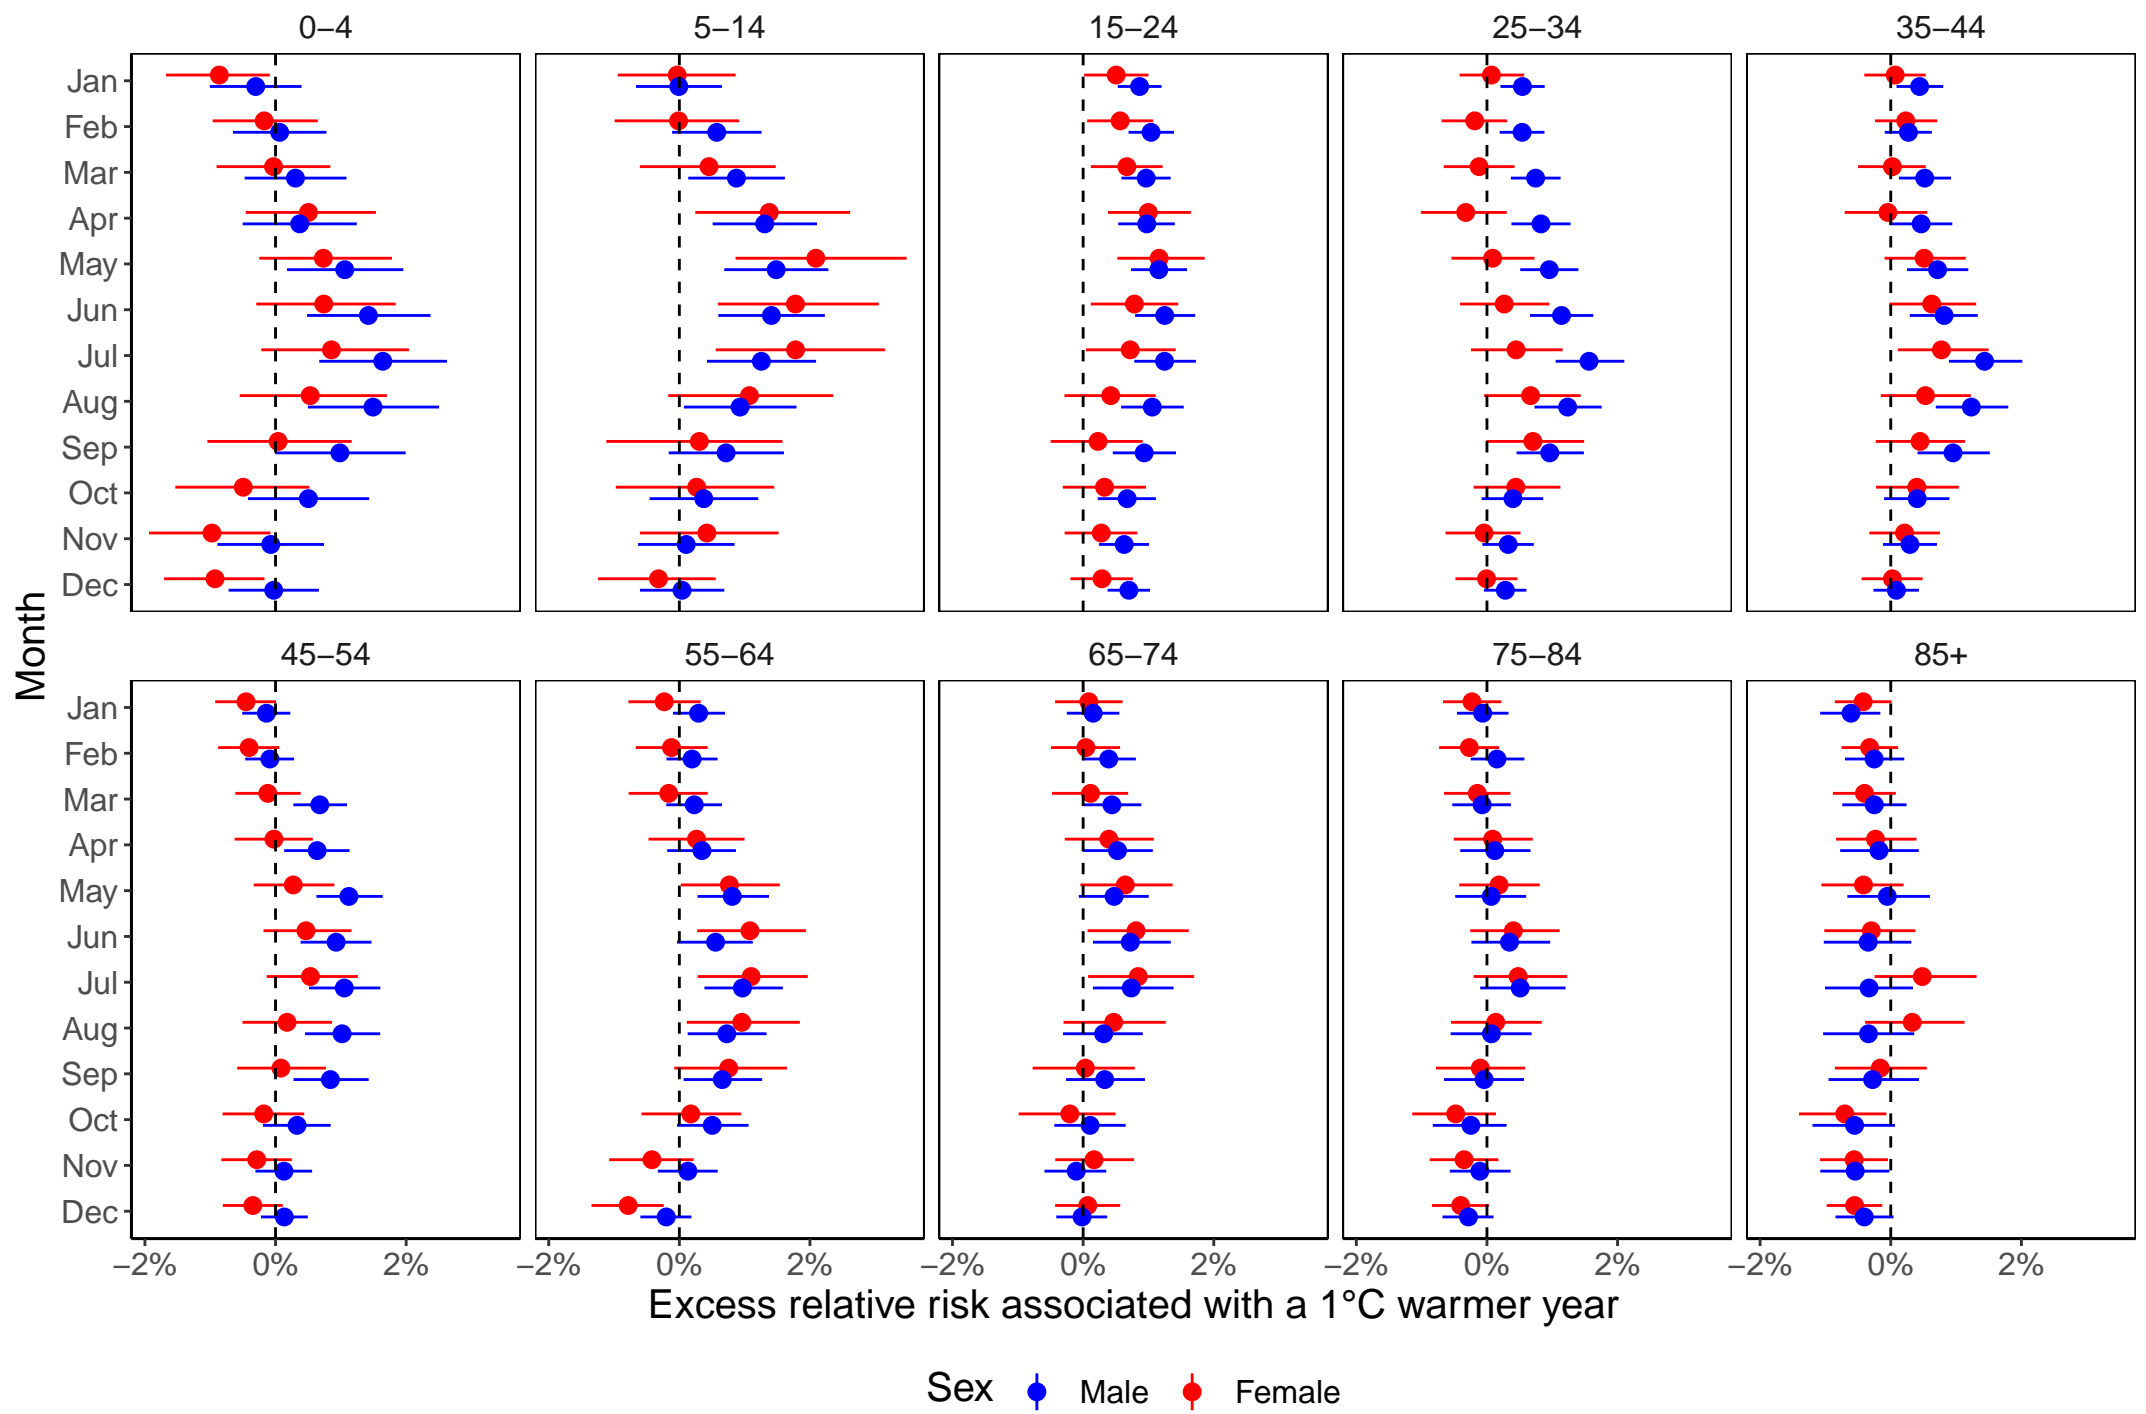 0–4 5–14 15–24 25–34 35–44
Jan
Feb
Mar
Apr
May
Jun
Jul
Aug
Sep
Oct
Nov
Dec
Month
45–54 55–64 65–74 75–84 85+
Jan
Feb
Mar
Apr
May
Jun
Jul
Aug
Sep
Oct
Nov
Dec
−2% 0% 2% −2% 0% 2% −2% 0% 2% −2% 0% 2% −2% 0% 2%
Excess relative risk associated with a 1°C warmer year
Sex Male Female